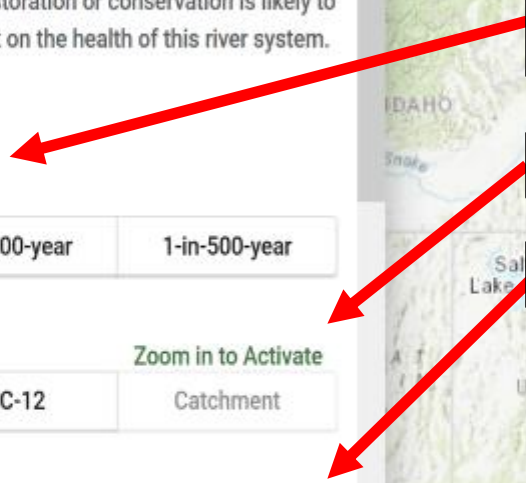 storation or conservation is likely to
on the health of this river system.
IDAHO
Snake
00-year 1-in-500-year
Sal
Lake
Zoom in to Activate
C-12 Catchment